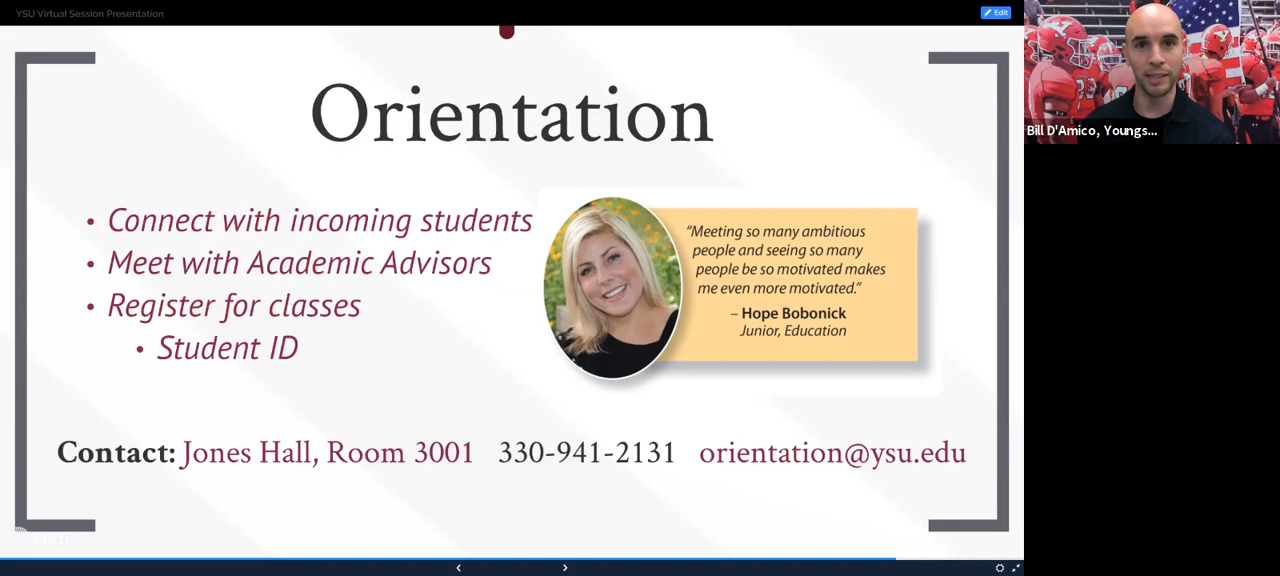 YSU Virtual Session Presentation
Edit
Orientation
• Connect with incoming students
• Meet with Academic Advisors
• Register for classes
• Student ID
“Meeting so many ambitious
people and seeing so many
people be so motivated makes
me even more motivated.”
– Hope Bobonick
Junior, Education
Contact: Jones Hall, Room 3001 330-941-2131 orientation@ysu.edu
Prezi
Bill D'Amico, Youngs...
Y